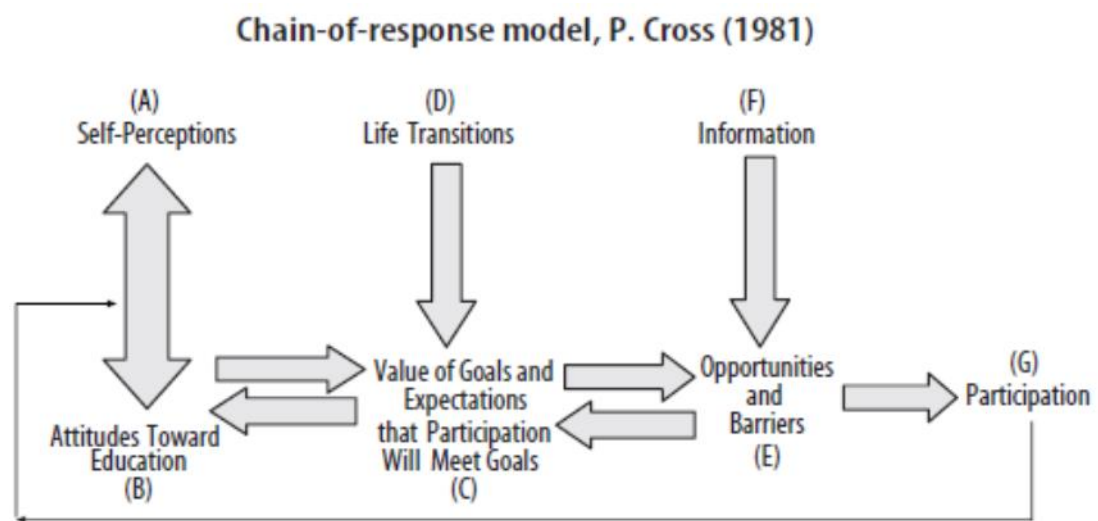 Chain-of-response model, P. Cross (1981)
(A)
Self-Perceptions
(D)
Life Transitions
(F)
Information
Attitudes Toward
Education
(B)
Value of Goals and
Expectations
that Participation
Will Meet Goals
(C)
Opportunities
and
Barriers
(E)
(G)
Participation